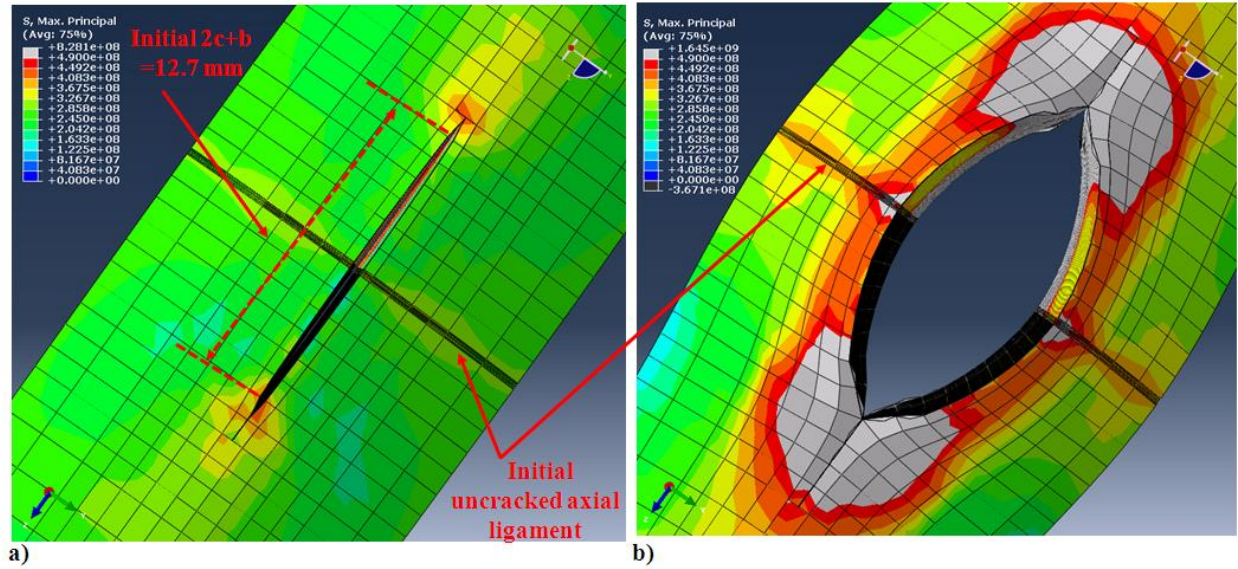 S, Max. Principal
(Avg: 75%)
+8.281e+08
+4.900e+08
+4.492e+08
+4.083e+08
+3.675e+08
+3.267e+08
+2.858e+08
+2.450e+08
+2.042e+08
+1.633e+08
+1.225e+08
+8.167e+07
+4.083e+07
+0.000e+00
Initial 2c+b
=12.7 mm
Initial
uncracked axial
ligament
a)
S, Max. Principal
(Avg: 75%)
+1.645e+09
+4.900e+08
+4.492e+08
+4.083e+08
+3.675e+08
+3.267e+08
+2.858e+08
+2.450e+08
+2.042e+08
+1.633e+08
+1.225e+08
+8.167e+07
+4.083e+07
+0.000e+00
-3.671e+08
b)